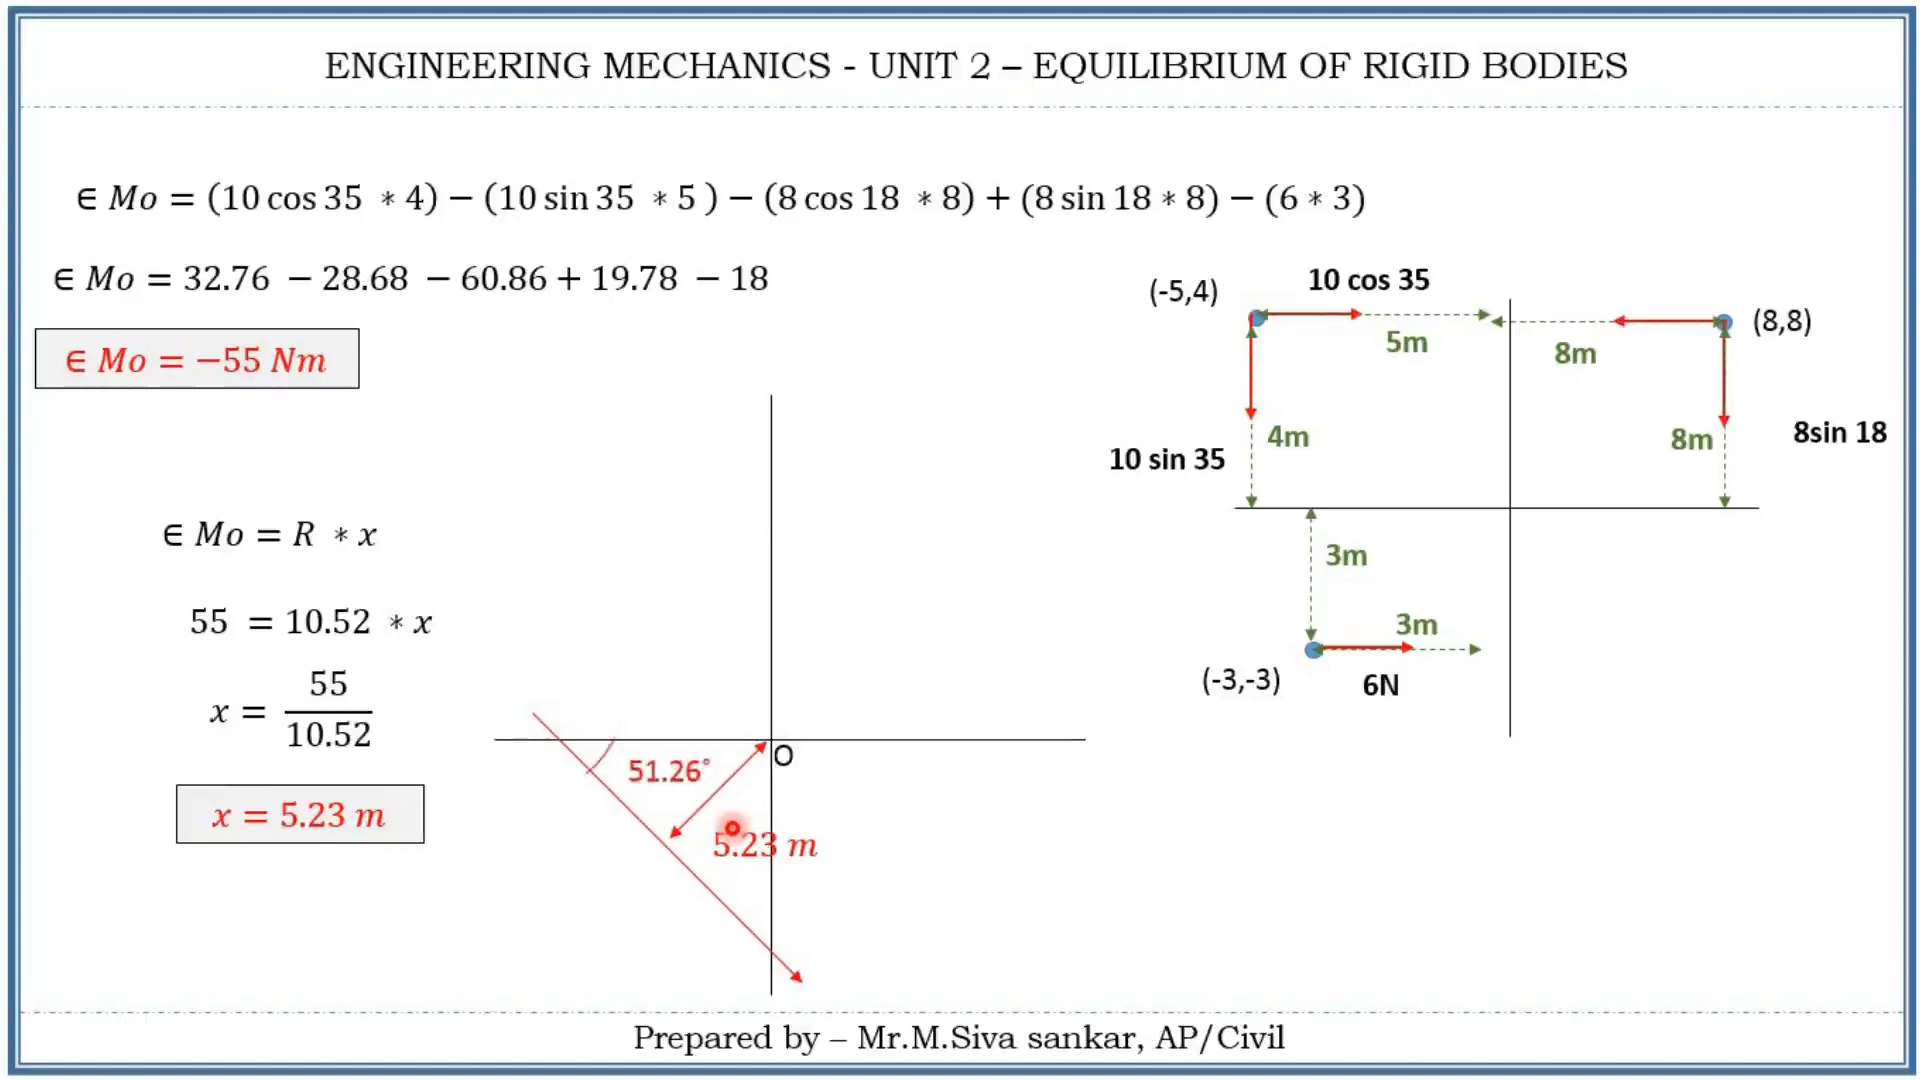 ENGINEERING MECHANICS - UNIT 2 – EQUILIBRIUM OF RIGID BODIES
∈ Mo = (10 cos 35 ∗ 4) − (10 sin 35 ∗ 5 ) − (8 cos 18 ∗ 8) + (8 sin 18 ∗ 8) − (6 ∗ 3)
∈ Mo = 32.76 − 28.68 − 60.86 + 19.78 − 18
∈ Mo = −55 Nm
∈ Mo = R ∗ x
55 = 10.52 ∗ x
x = 55 / 10.52
x = 5.23 m
51.26°
O
5.23 m
(-5,4)
10 cos 35
5m
8m
(8,8)
4m
10 sin 35
8m
8sin 18
3m
3m
(-3,-3)
6N
Prepared by – Mr.M.Siva sankar, AP/Civil